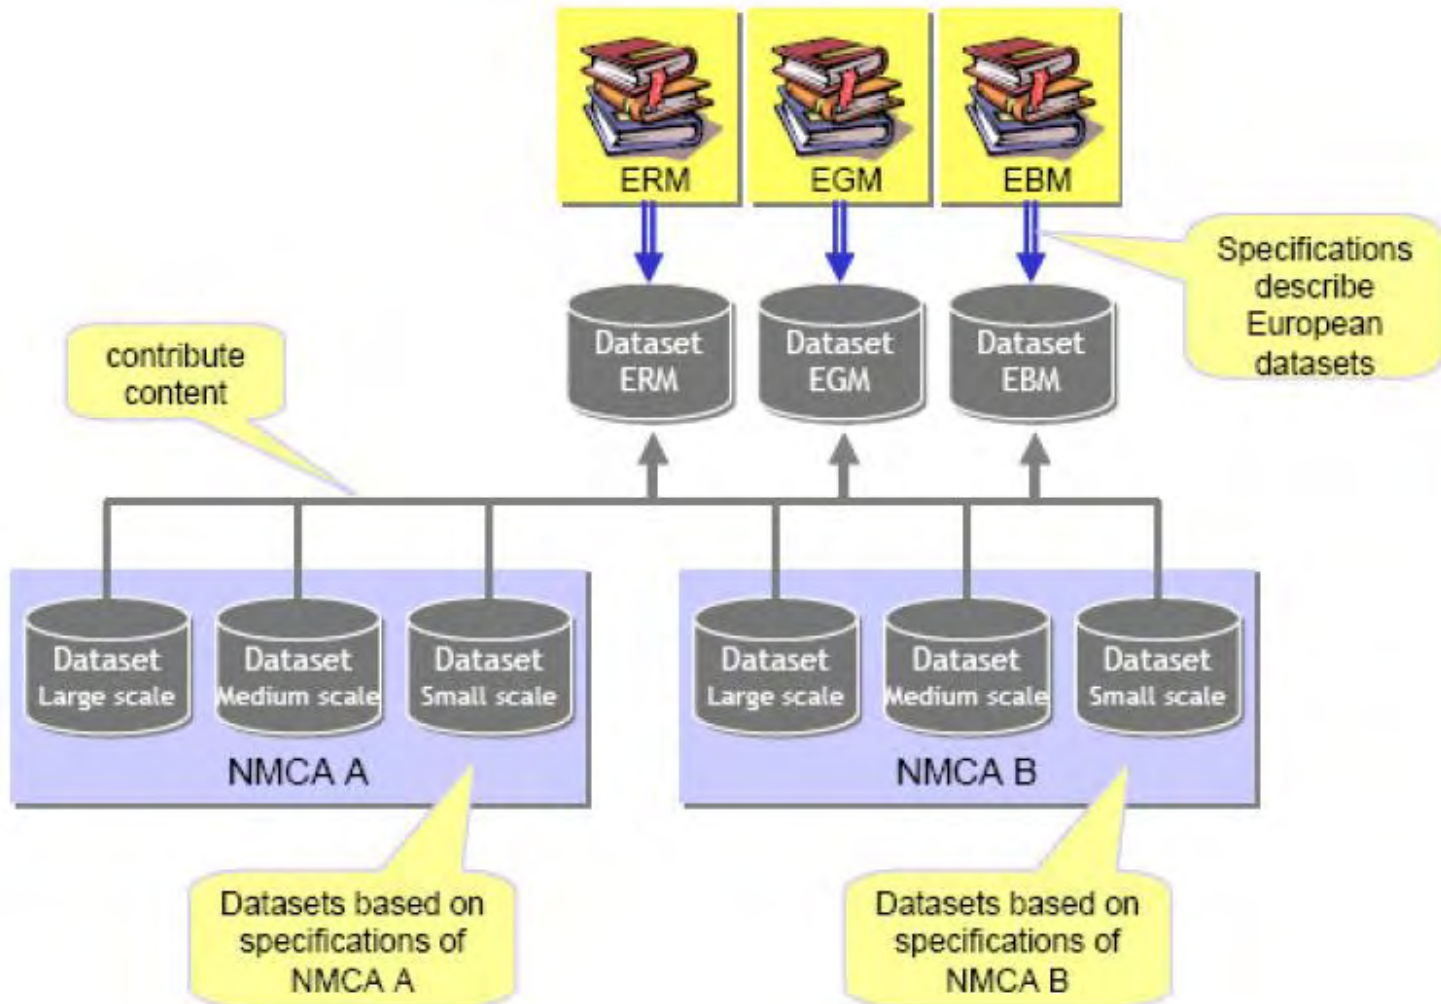 ERM
EGM
EBM
Specifications
describe
European
datasets
Dataset
ERM
Dataset
EGM
Dataset
EBM
contribute
content
Dataset
Large scale
Dataset
Medium scale
Dataset
Small scale
NMCA A
Dataset
Large scale
Dataset
Medium scale
Dataset
Small scale
NMCA B
Datasets based on
specifications of
NMCA A
Datasets based on
specifications of
NMCA B